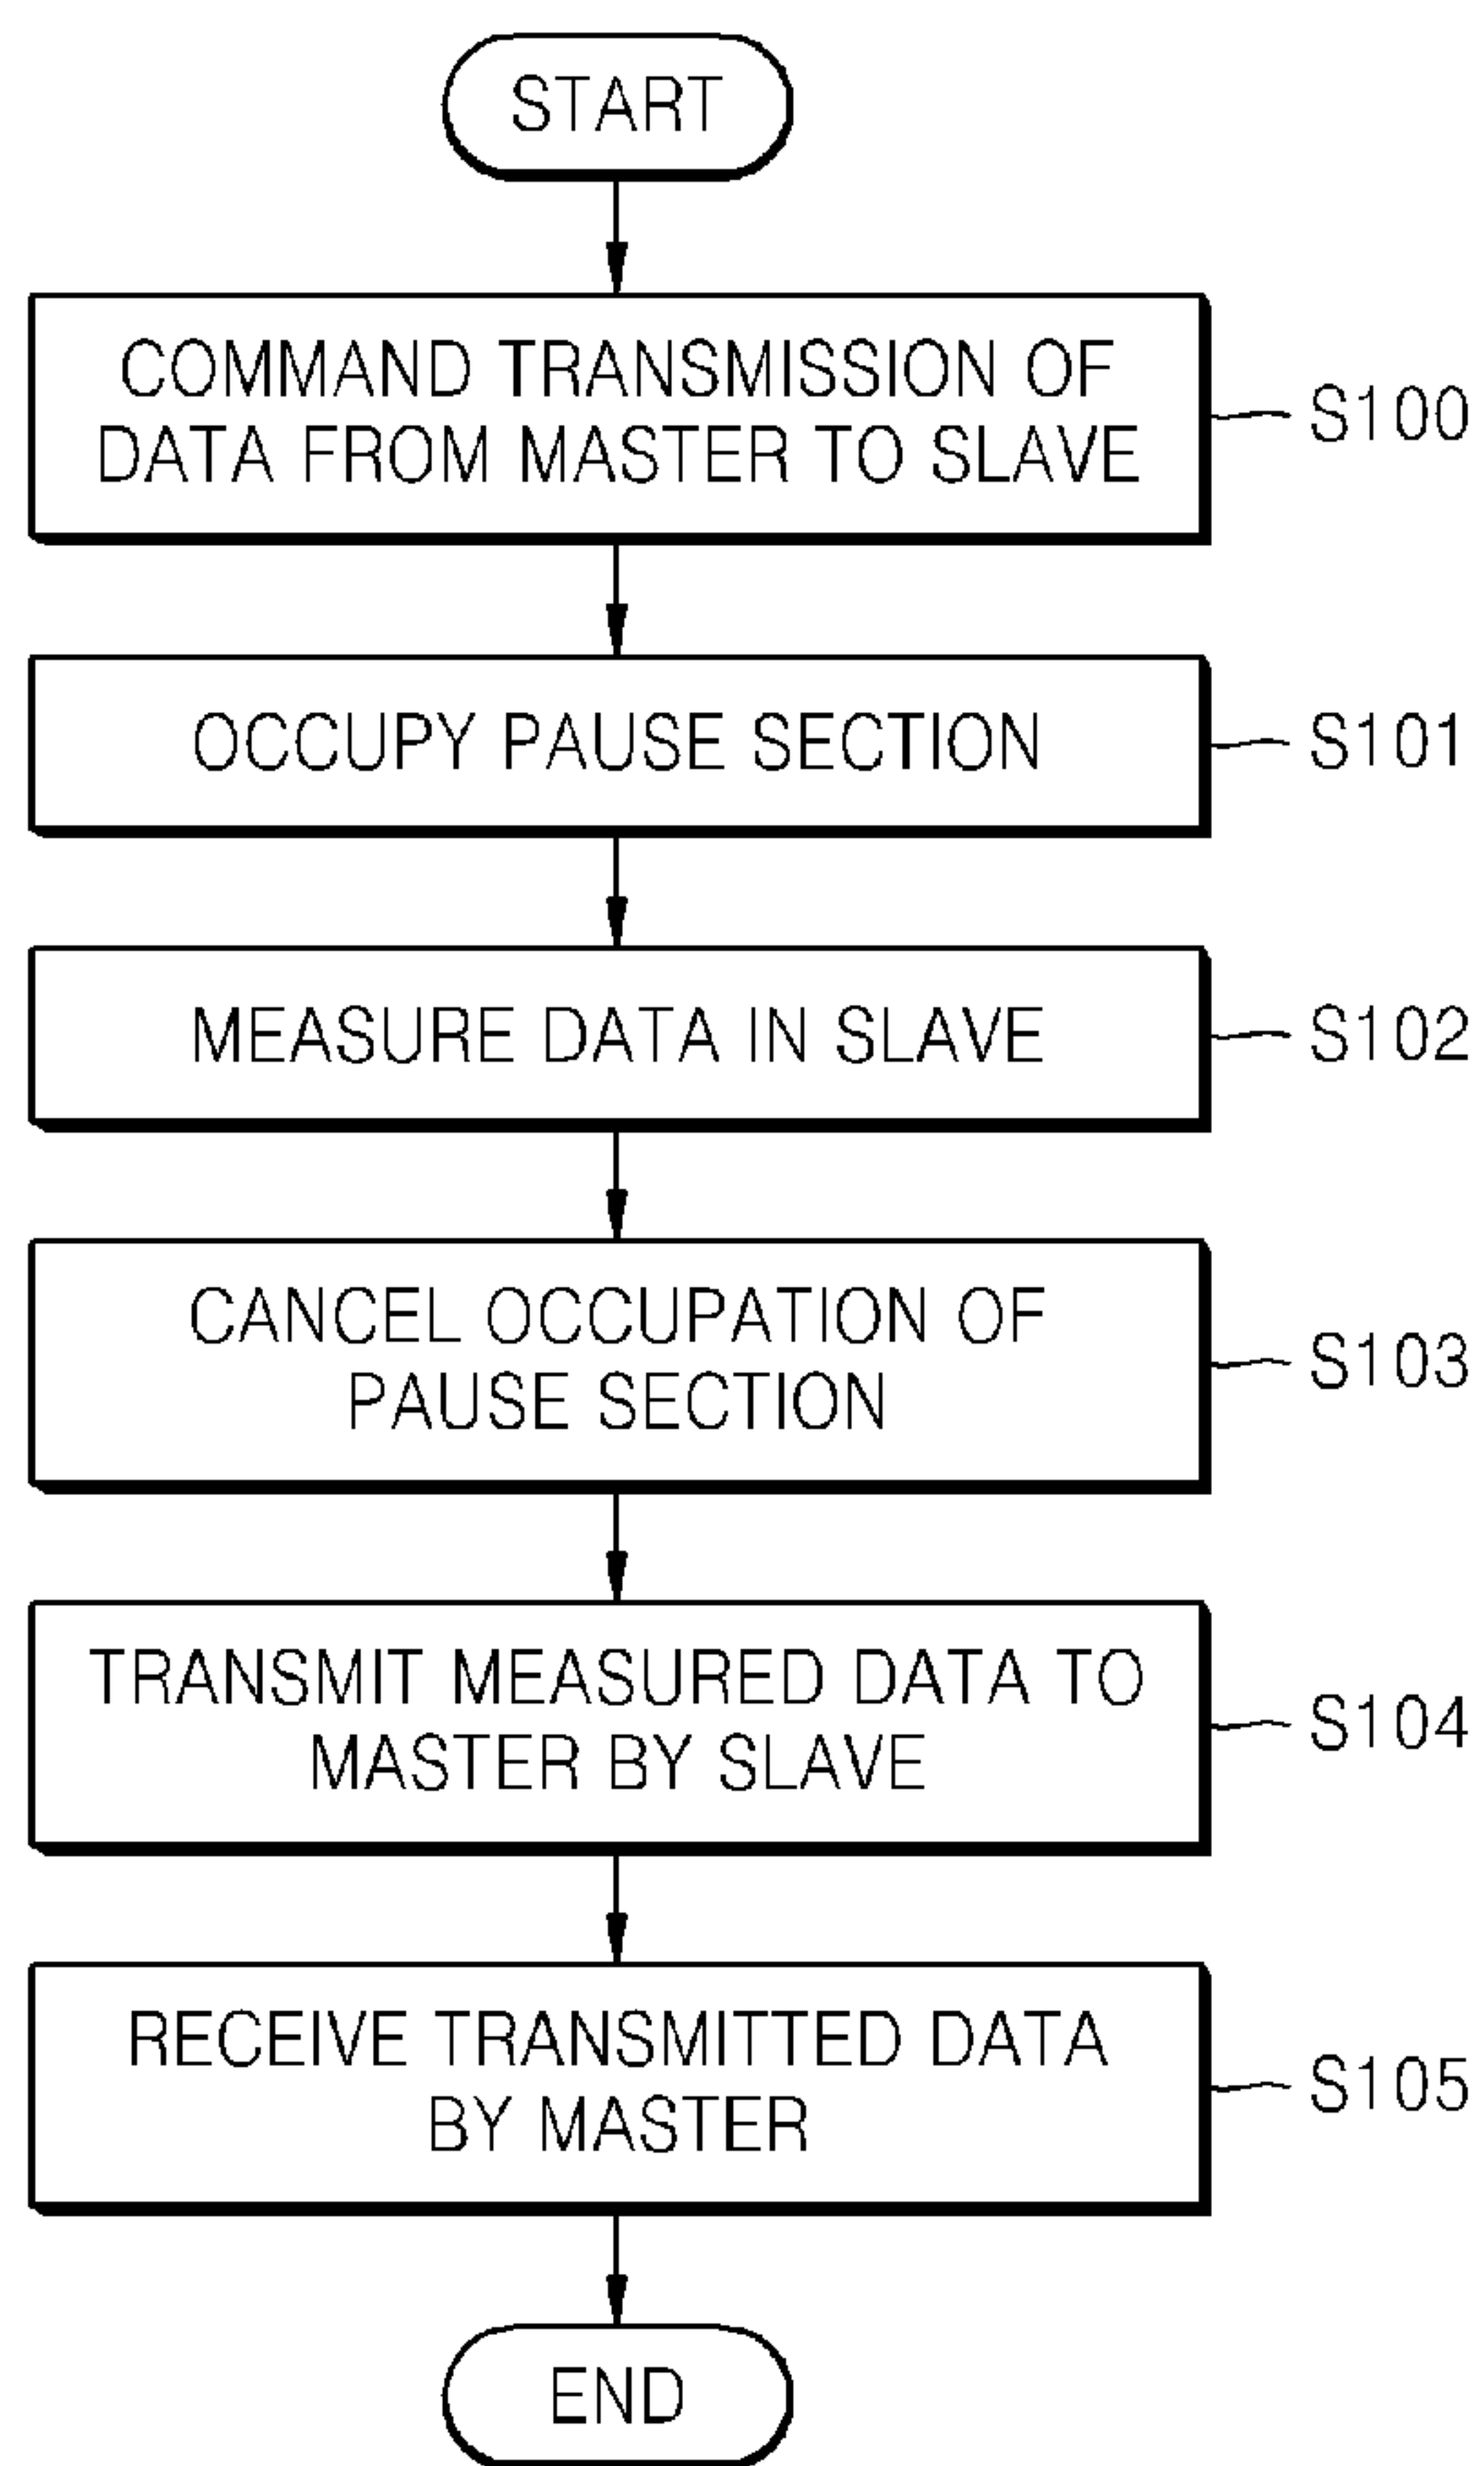 START
COMMAND TRANSMISSION OF
DATA FROM MASTER TO SLAVE
S100
OCCUPY PAUSE SECTION
S101
MEASURE DATA IN SLAVE
S102
CANCEL OCCUPATION OF
PAUSE SECTION
S103
TRANSMIT MEASURED DATA TO
MASTER BY SLAVE
S104
RECEIVE TRANSMITTED DATA
BY MASTER
S105
END